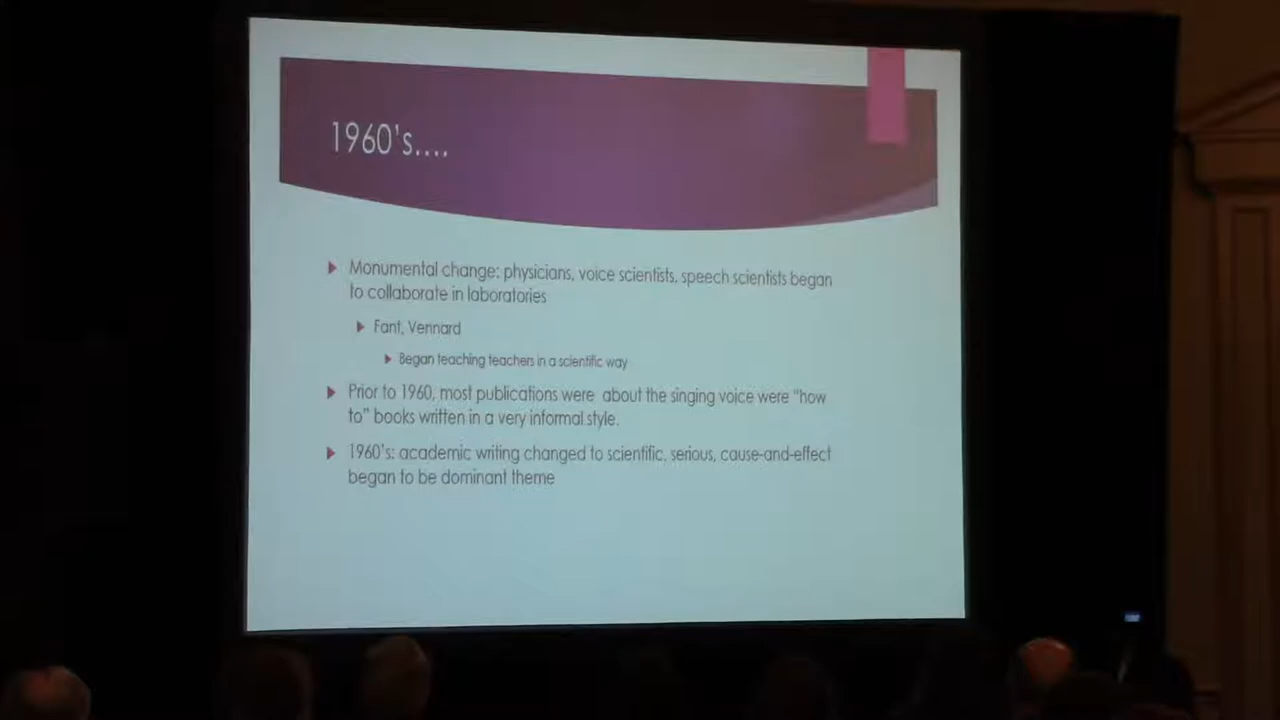 1960's....
Monumental change: physicians, voice scientists, speech scientists began
to collaborate in laboratories
Fant, Vennard
Began teaching teachers in a scientific way
Prior to 1960, most publications were about the singing voice were "how
to" books written in a very informal style.
1960's: academic writing changed to scientific, serious, cause-and-effect
began to be dominant theme